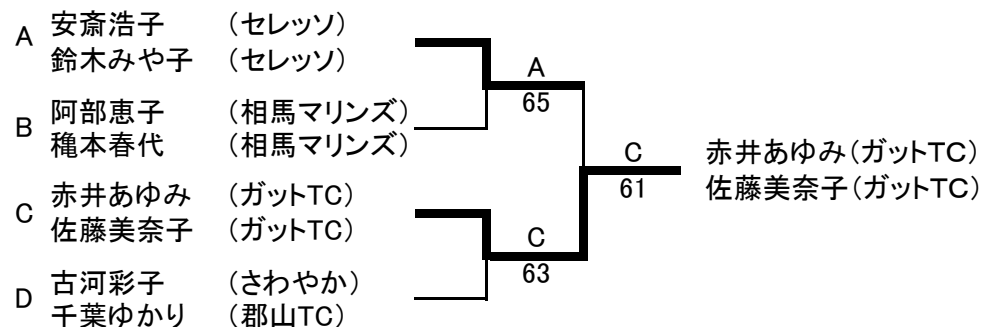 A 安斎浩子 (セレッソ)
鈴木みや子 (セレッソ)
B 阿部恵子 (相馬マリンズ)
穐本春代 (相馬マリンズ)
C 赤井あゆみ (ガットTC)
佐藤美奈子 (ガットTC)
D 古河彩子 (さわやか)
千葉ゆかり (郡山TC)
A
65
C
63
C
61
赤井あゆみ(ガットTC)
佐藤美奈子(ガットTC)